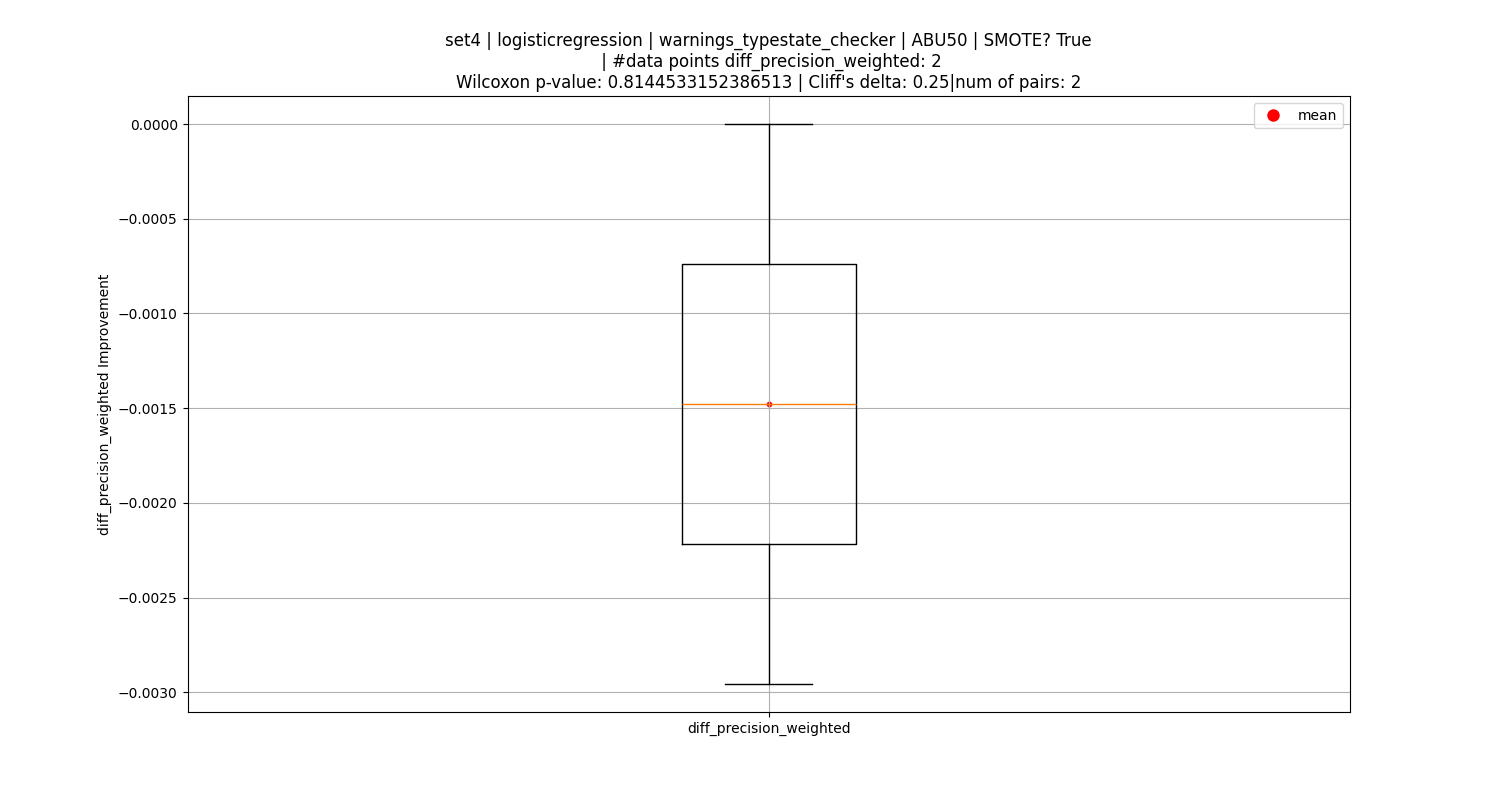 set4 | logisticregression | warnings_typestate_checker | ABU50 | SMOTE? True
| #data points diff_precision_weighted: 2
Wilcoxon p-value: 0.8144533152386513 | Cliff's delta: 0.25|num of pairs: 2
mean
0.0000
−0.0005
−0.0010
−0.0015
−0.0020
−0.0025
−0.0030
diff_precision_weighted Improvement
diff_precision_weighted